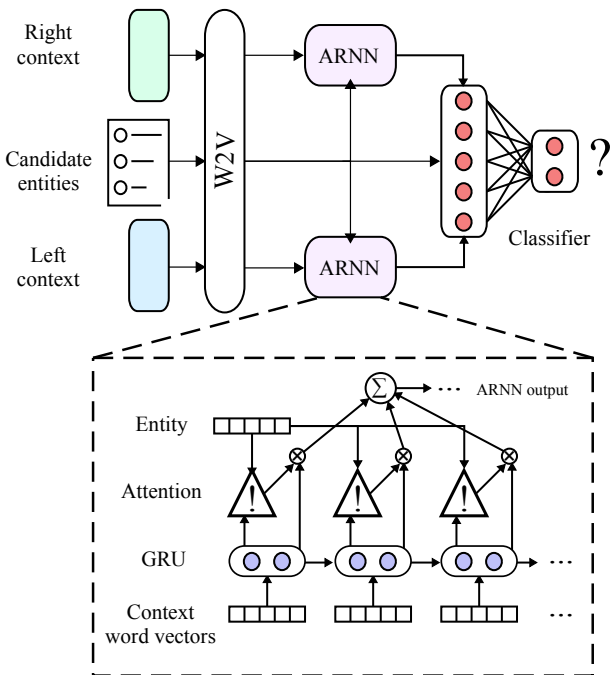 Right
context
ARNN
Candidate
entities
W2V
?
Classifier
Left
context
ARNN
Σ
... ARNN output
Entity
Attention
! ! !
GRU
...
Context
word vectors
...